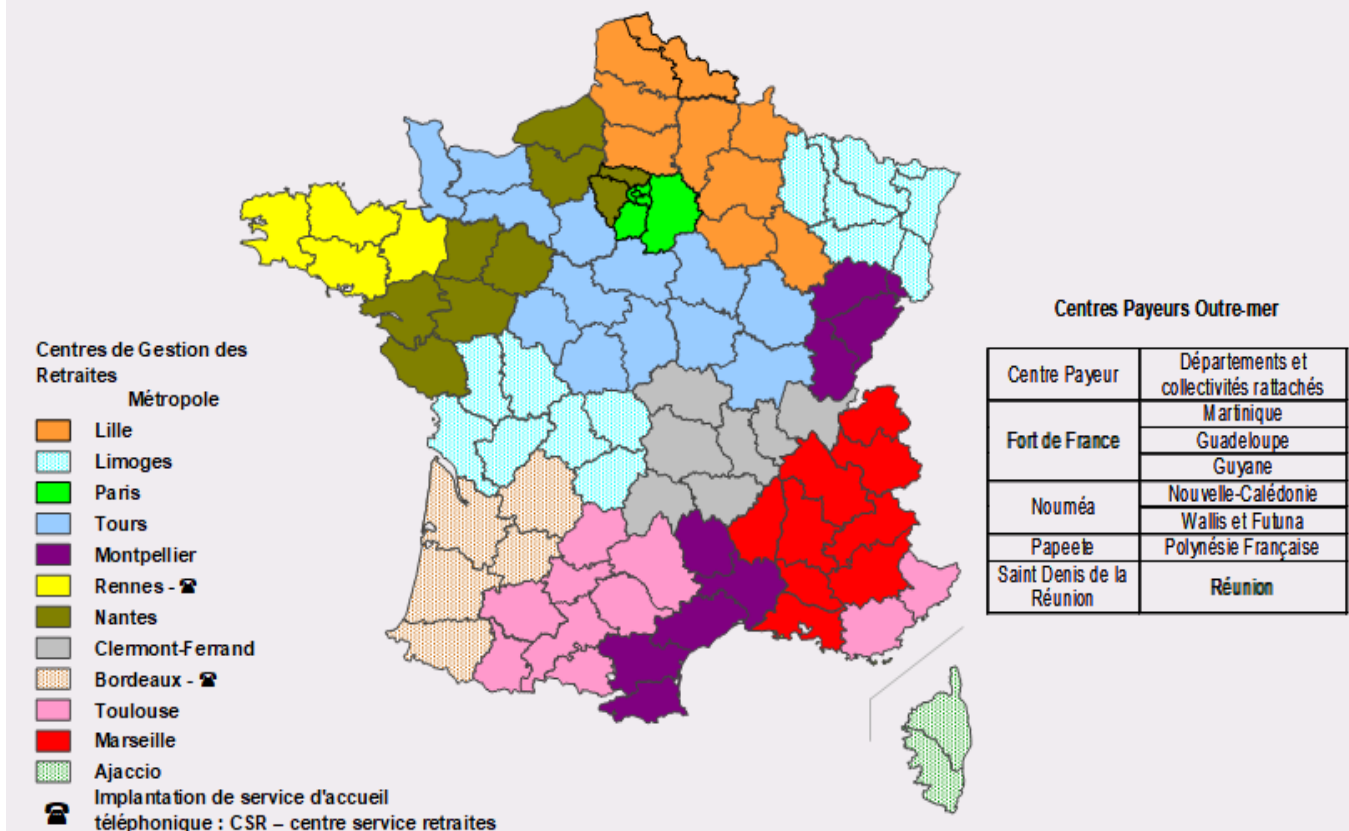 Centres de Gestion des
Retraites
Métropole
Lille
Limoges
Paris
Tours
Montpellier
Rennes - ☎
Nantes
Clermont-Ferrand
Bordeaux - ☎
Toulouse
Marseille
Ajaccio
☎ Implantation de service d'accueil
téléphonique : CSR – centre service retraites
Centres Payeurs Outre-mer
Centre Payeur
Départements et
collectivités rattachés
Fort de France
Martinique
Guadeloupe
Guyane
Nouméa
Nouvelle-Calédonie
Wallis et Futuna
Papeete
Polynésie Française
Saint Denis de la
Réunion
Réunion